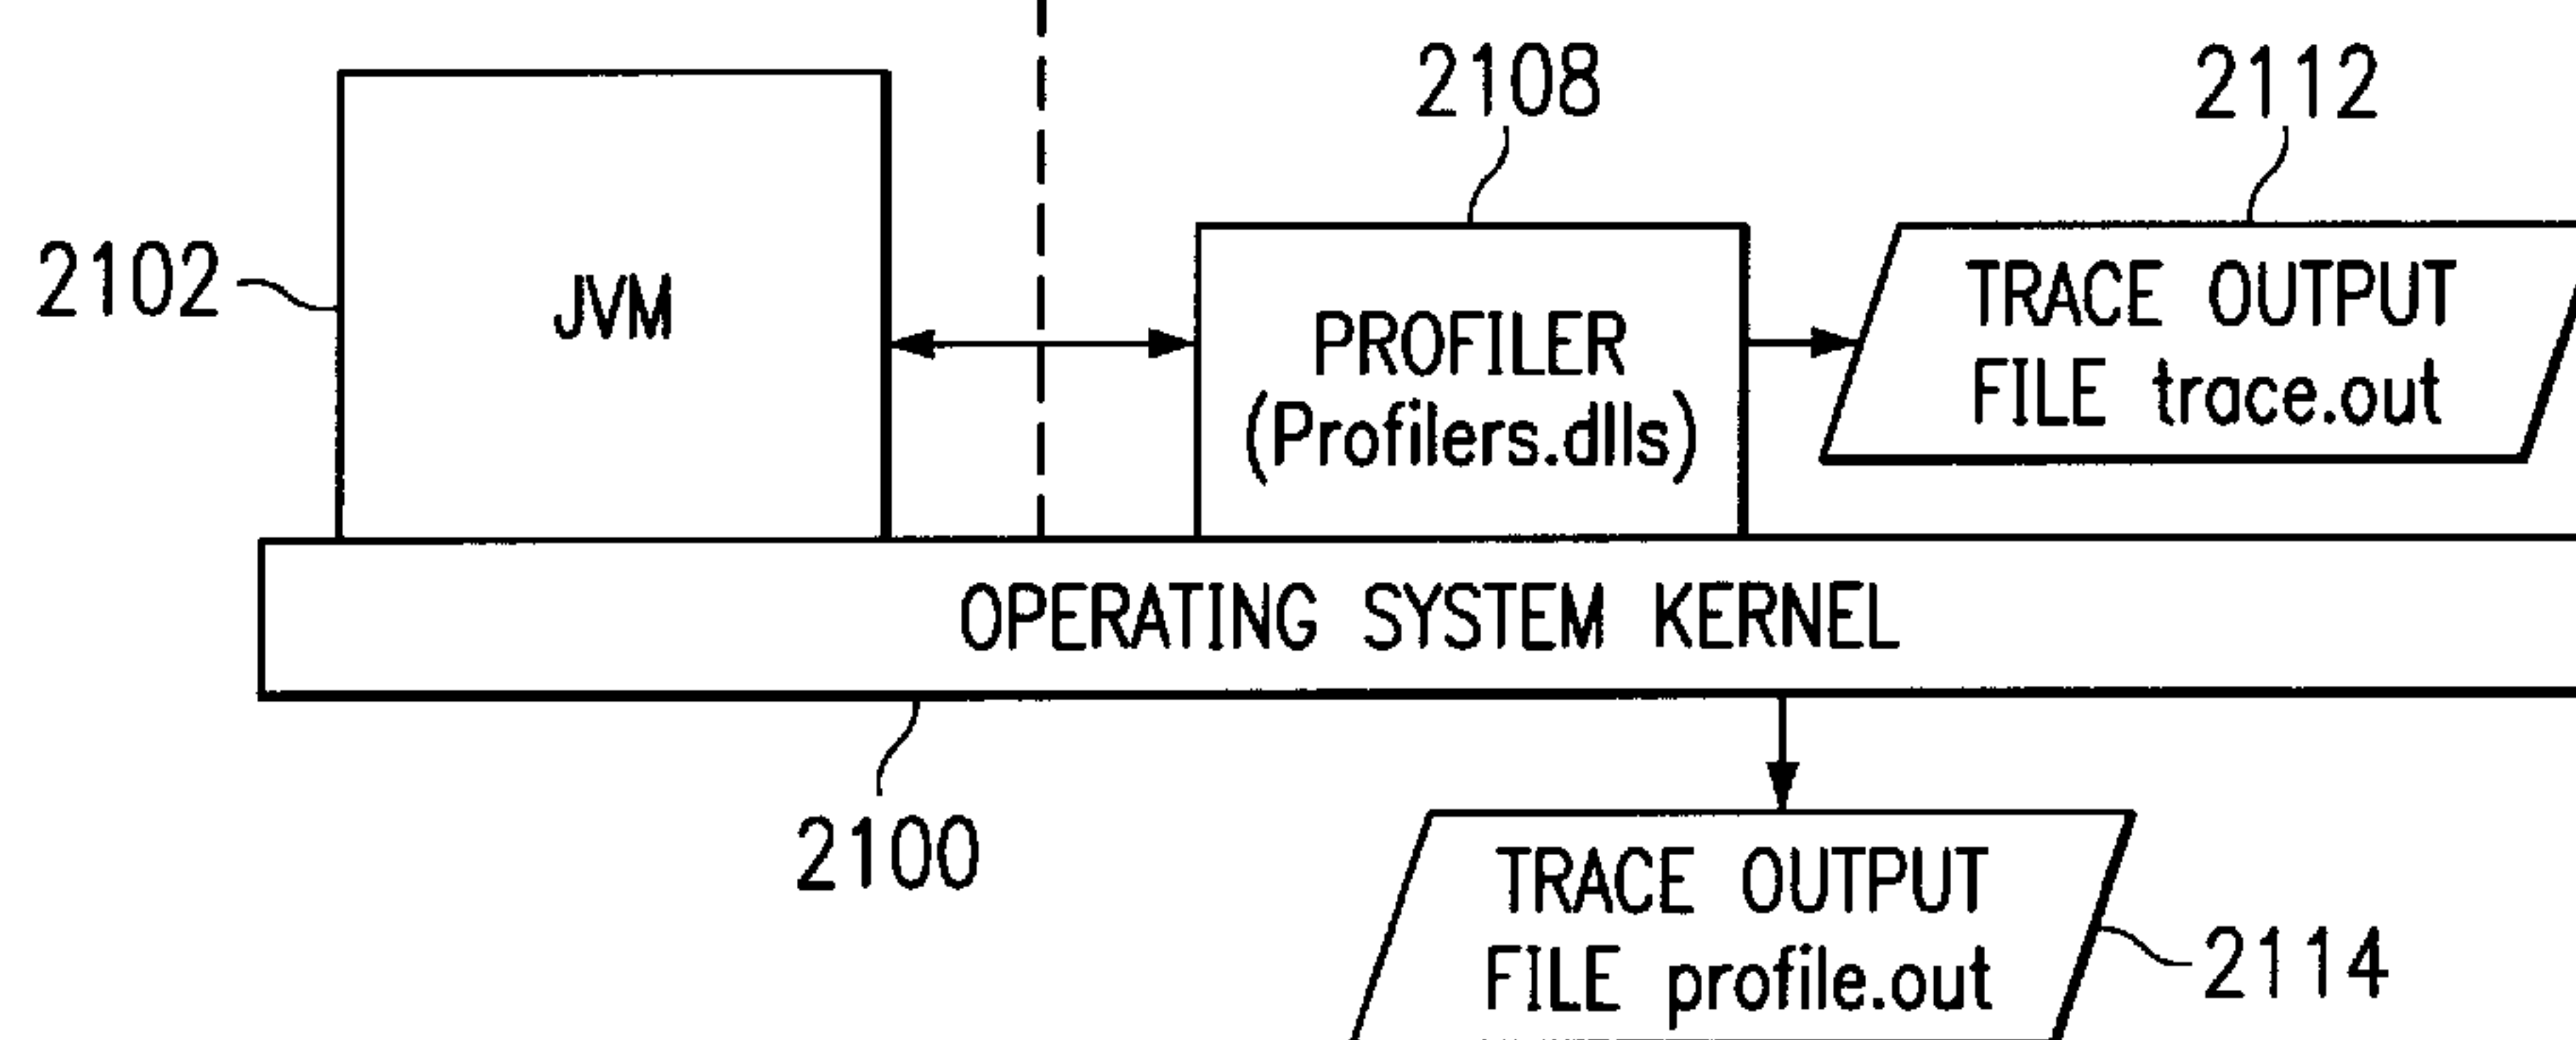 2108
2112
2102
JVM
PROFILER
(Profilers.dlls)
TRACE OUTPUT
FILE trace.out
OPERATING SYSTEM KERNEL
2100
TRACE OUTPUT
FILE profile.out
2114